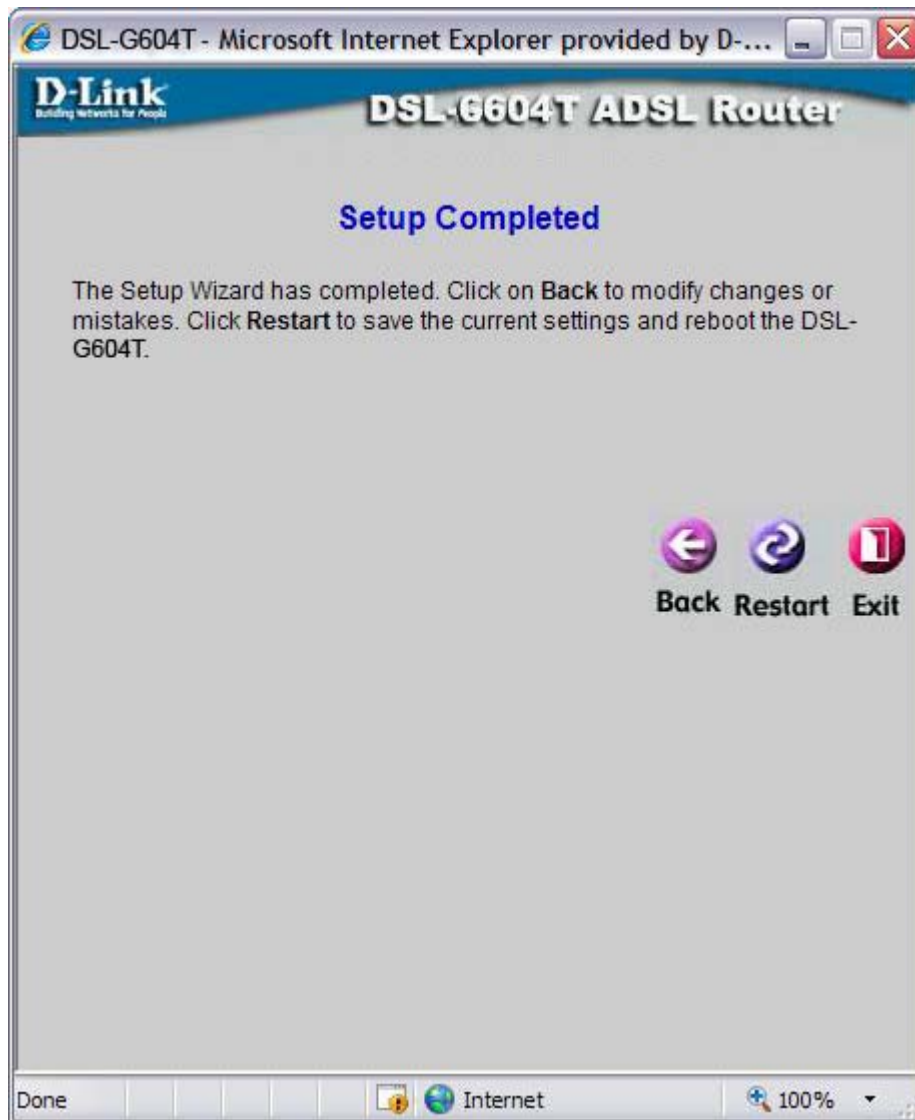 DSL-G604T - Microsoft Internet Explorer provided by D-...
D-Link
Building Networks for People
DSL-G604T ADSL Router
Setup Completed
The Setup Wizard has completed. Click on Back to modify changes or
mistakes. Click Restart to save the current settings and reboot the DSL-
G604T.
Back Restart Exit
Done Internet 100%